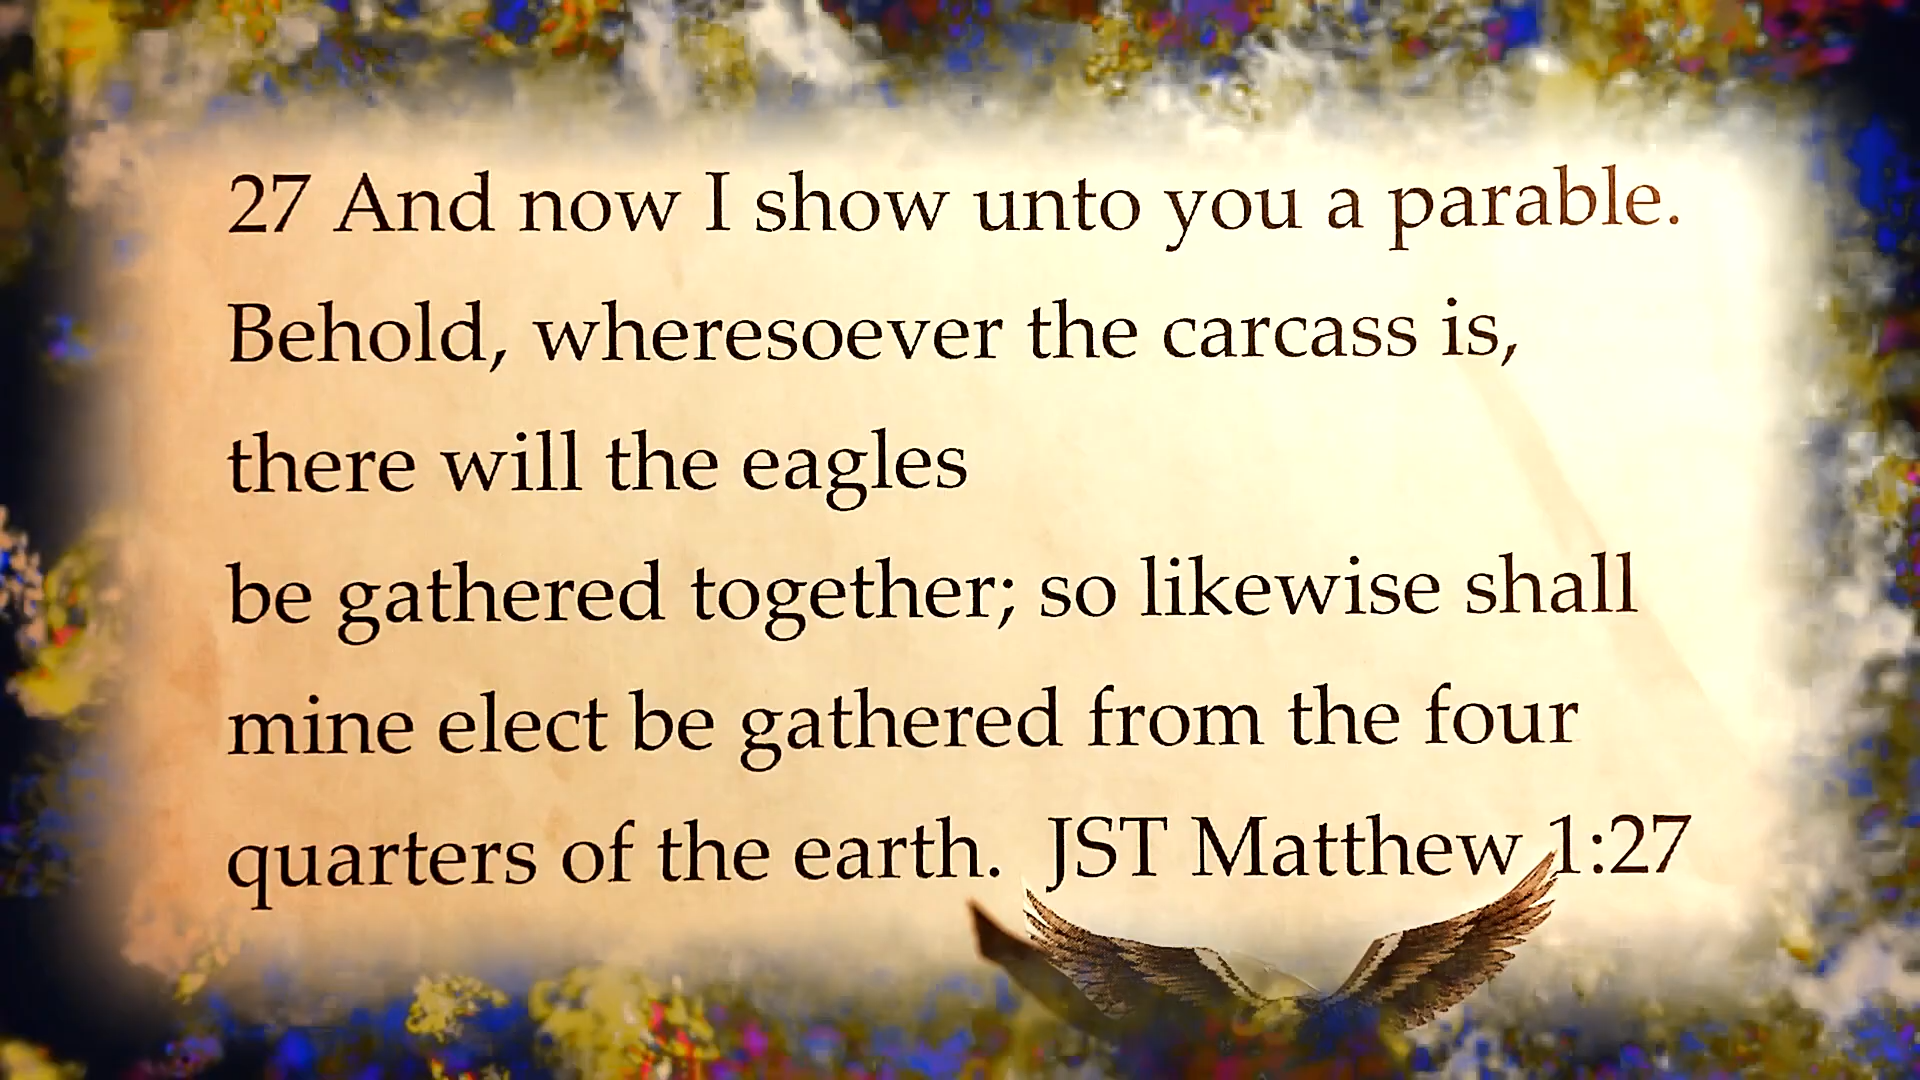 27 And now I show unto you a parable.
Behold, wheresoever the carcass is,
there will the eagles
be gathered together; so likewise shall
mine elect be gathered from the four
quarters of the earth. JST Matthew 1:27